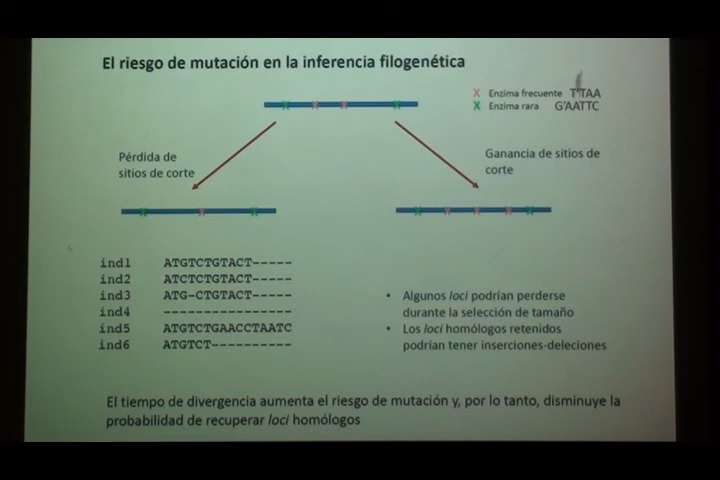 El riesgo de mutación en la inferencia filogenética
X Enzima frecuente T'TAA
X Enzima rara G'AATTC
Pérdida de
sitios de corte
Ganancia de sitios de
corte
ind1 ATGTCTGTACT-----
ind2 ATCTCTGTACT-----
ind3 ATG-CTGTACT-----
ind4 ----------------
ind5 ATGTCTGAACCTAATC
ind6 ATGTCT----------
• Algunos loci podrían perderse
durante la selección de tamaño
• Los loci homólogos retenidos
podrían tener inserciones-deleciones
El tiempo de divergencia aumenta el riesgo de mutación y, por lo tanto, disminuye la
probabilidad de recuperar loci homólogos